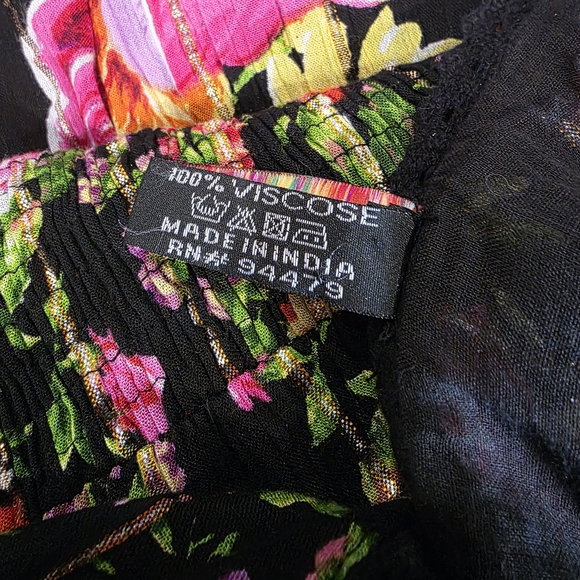 100% VISCOSE
MADE IN INDIA
RN# 94479